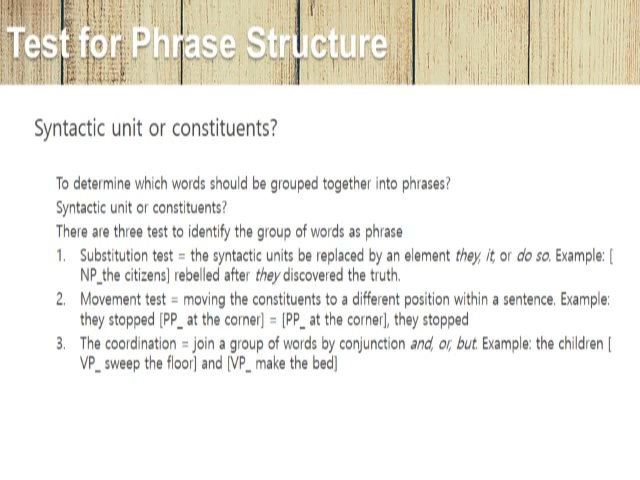 Test for Phrase Structure
Syntactic unit or constituents?
To determine which words should be grouped together into phrases?
Syntactic unit or constituents?
There are three test to identify the group of words as phrase
1. Substitution test = the syntactic units be replaced by an element they, it, or do so. Example: [
NP_the citizens] rebelled after they discovered the truth.
2. Movement test = moving the constituents to a different position within a sentence. Example:
they stopped [PP_ at the corner] = [PP_ at the corner], they stopped
3. The coordination = join a group of words by conjunction and, or, but. Example: the children [
VP_ sweep the floor] and [VP_ make the bed]